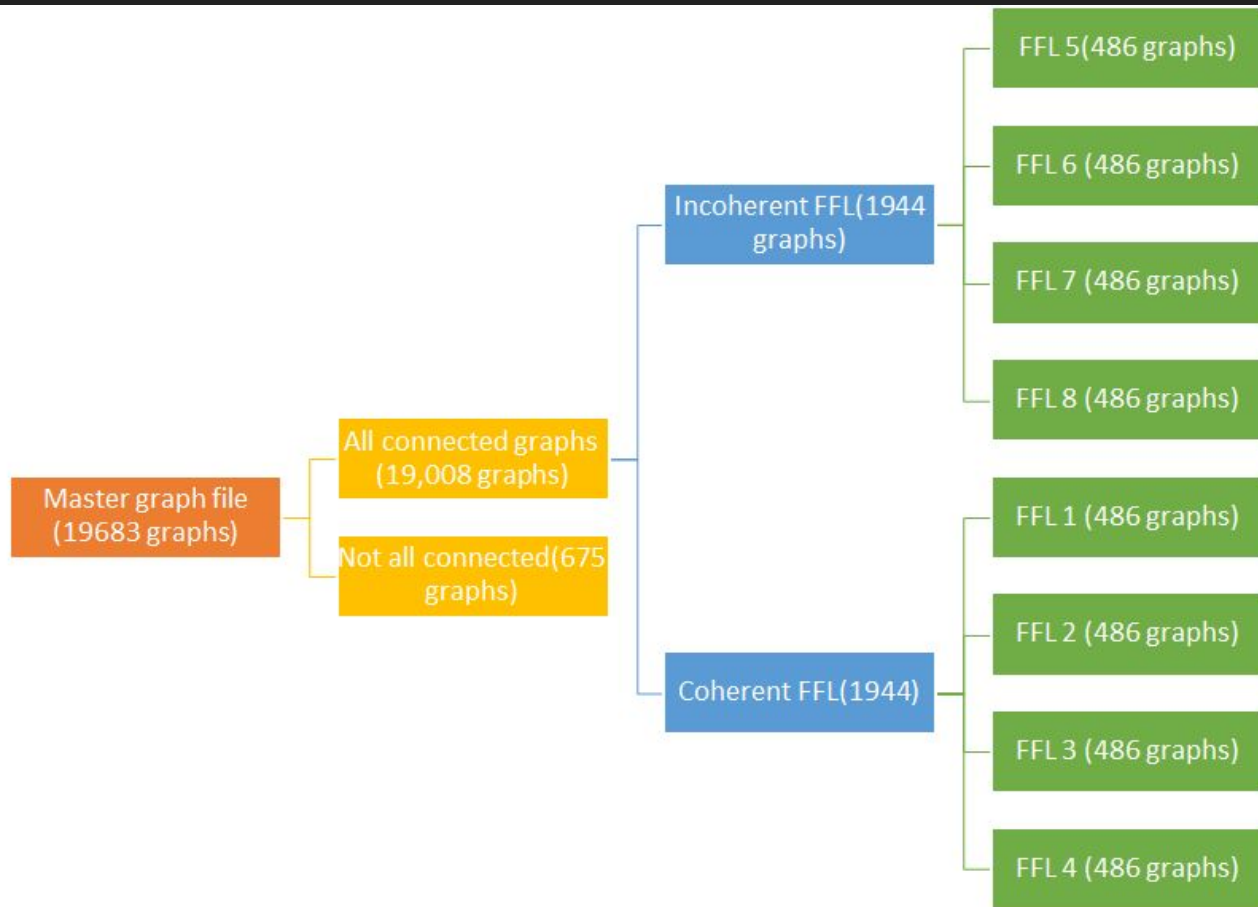 Master graph file
(19683 graphs)
All connected graphs
(19,008 graphs)
Not all connected(675
graphs)
Incoherent FFL(1944
graphs)
Coherent FFL(1944)
FFL 5(486 graphs)
FFL 6 (486 graphs)
FFL 7 (486 graphs)
FFL 8 (486 graphs)
FFL 1 (486 graphs)
FFL 2 (486 graphs)
FFL 3 (486 graphs)
FFL 4 (486 graphs)